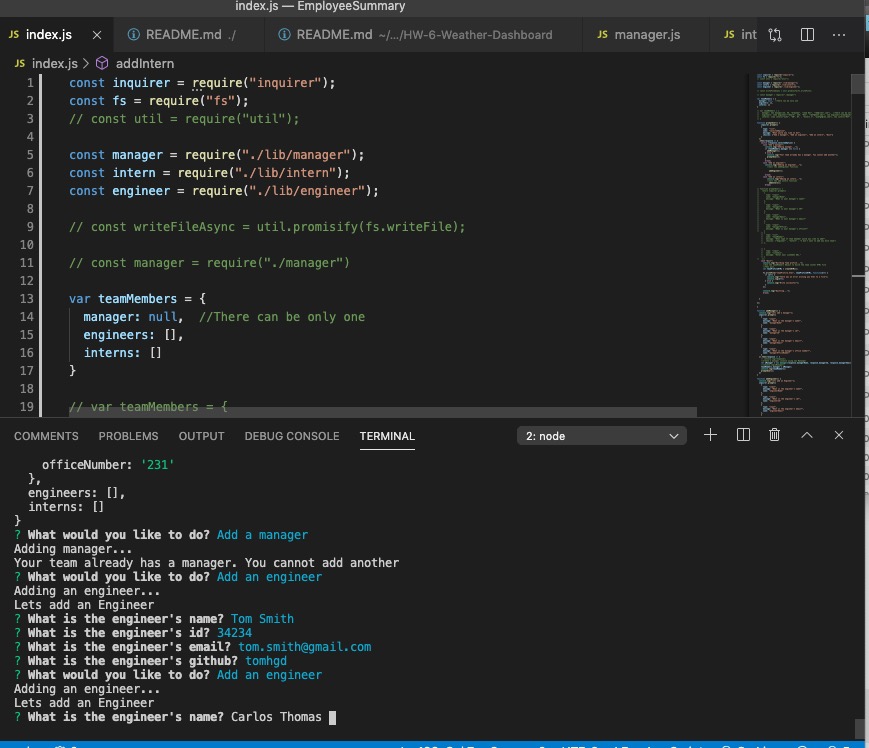 index.js — EmployeeSummary
JS index.js × README.md ./ README.md ~/.../HW-6-Weather-Dashboard JS manager.js JS int
JS index.js > addIntern
1 const inquirer = require("inquirer");
2 const fs = require("fs");
3 // const util = require("util");
4
5 const manager = require("./lib/manager");
6 const intern = require("./lib/intern");
7 const engineer = require("./lib/engineer");
8
9 // const writeFileAsync = util.promisify(fs.writeFile);
10
11 // const manager = require("./manager")
12
13 var teamMembers = {
14 manager: null, //There can be only one
15 engineers: [],
16 interns: []
17 }
18
19 // var teamMembers = {
COMMENTS PROBLEMS OUTPUT DEBUG CONSOLE TERMINAL 2: node
officeNumber: '231'
},
engineers: [],
interns: []
}
? What would you like to do? Add a manager
Adding manager...
Your team already has a manager. You cannot add another
? What would you like to do? Add an engineer
Adding an engineer...
Lets add an Engineer
? What is the engineer's name? Tom Smith
? What is the engineer's id? 34234
? What is the engineer's email? tom.smith@gmail.com
? What is the engineer's github? tomhgd
? What would you like to do? Add an engineer
Adding an engineer...
Lets add an Engineer
? What is the engineer's name? Carlos Thomas